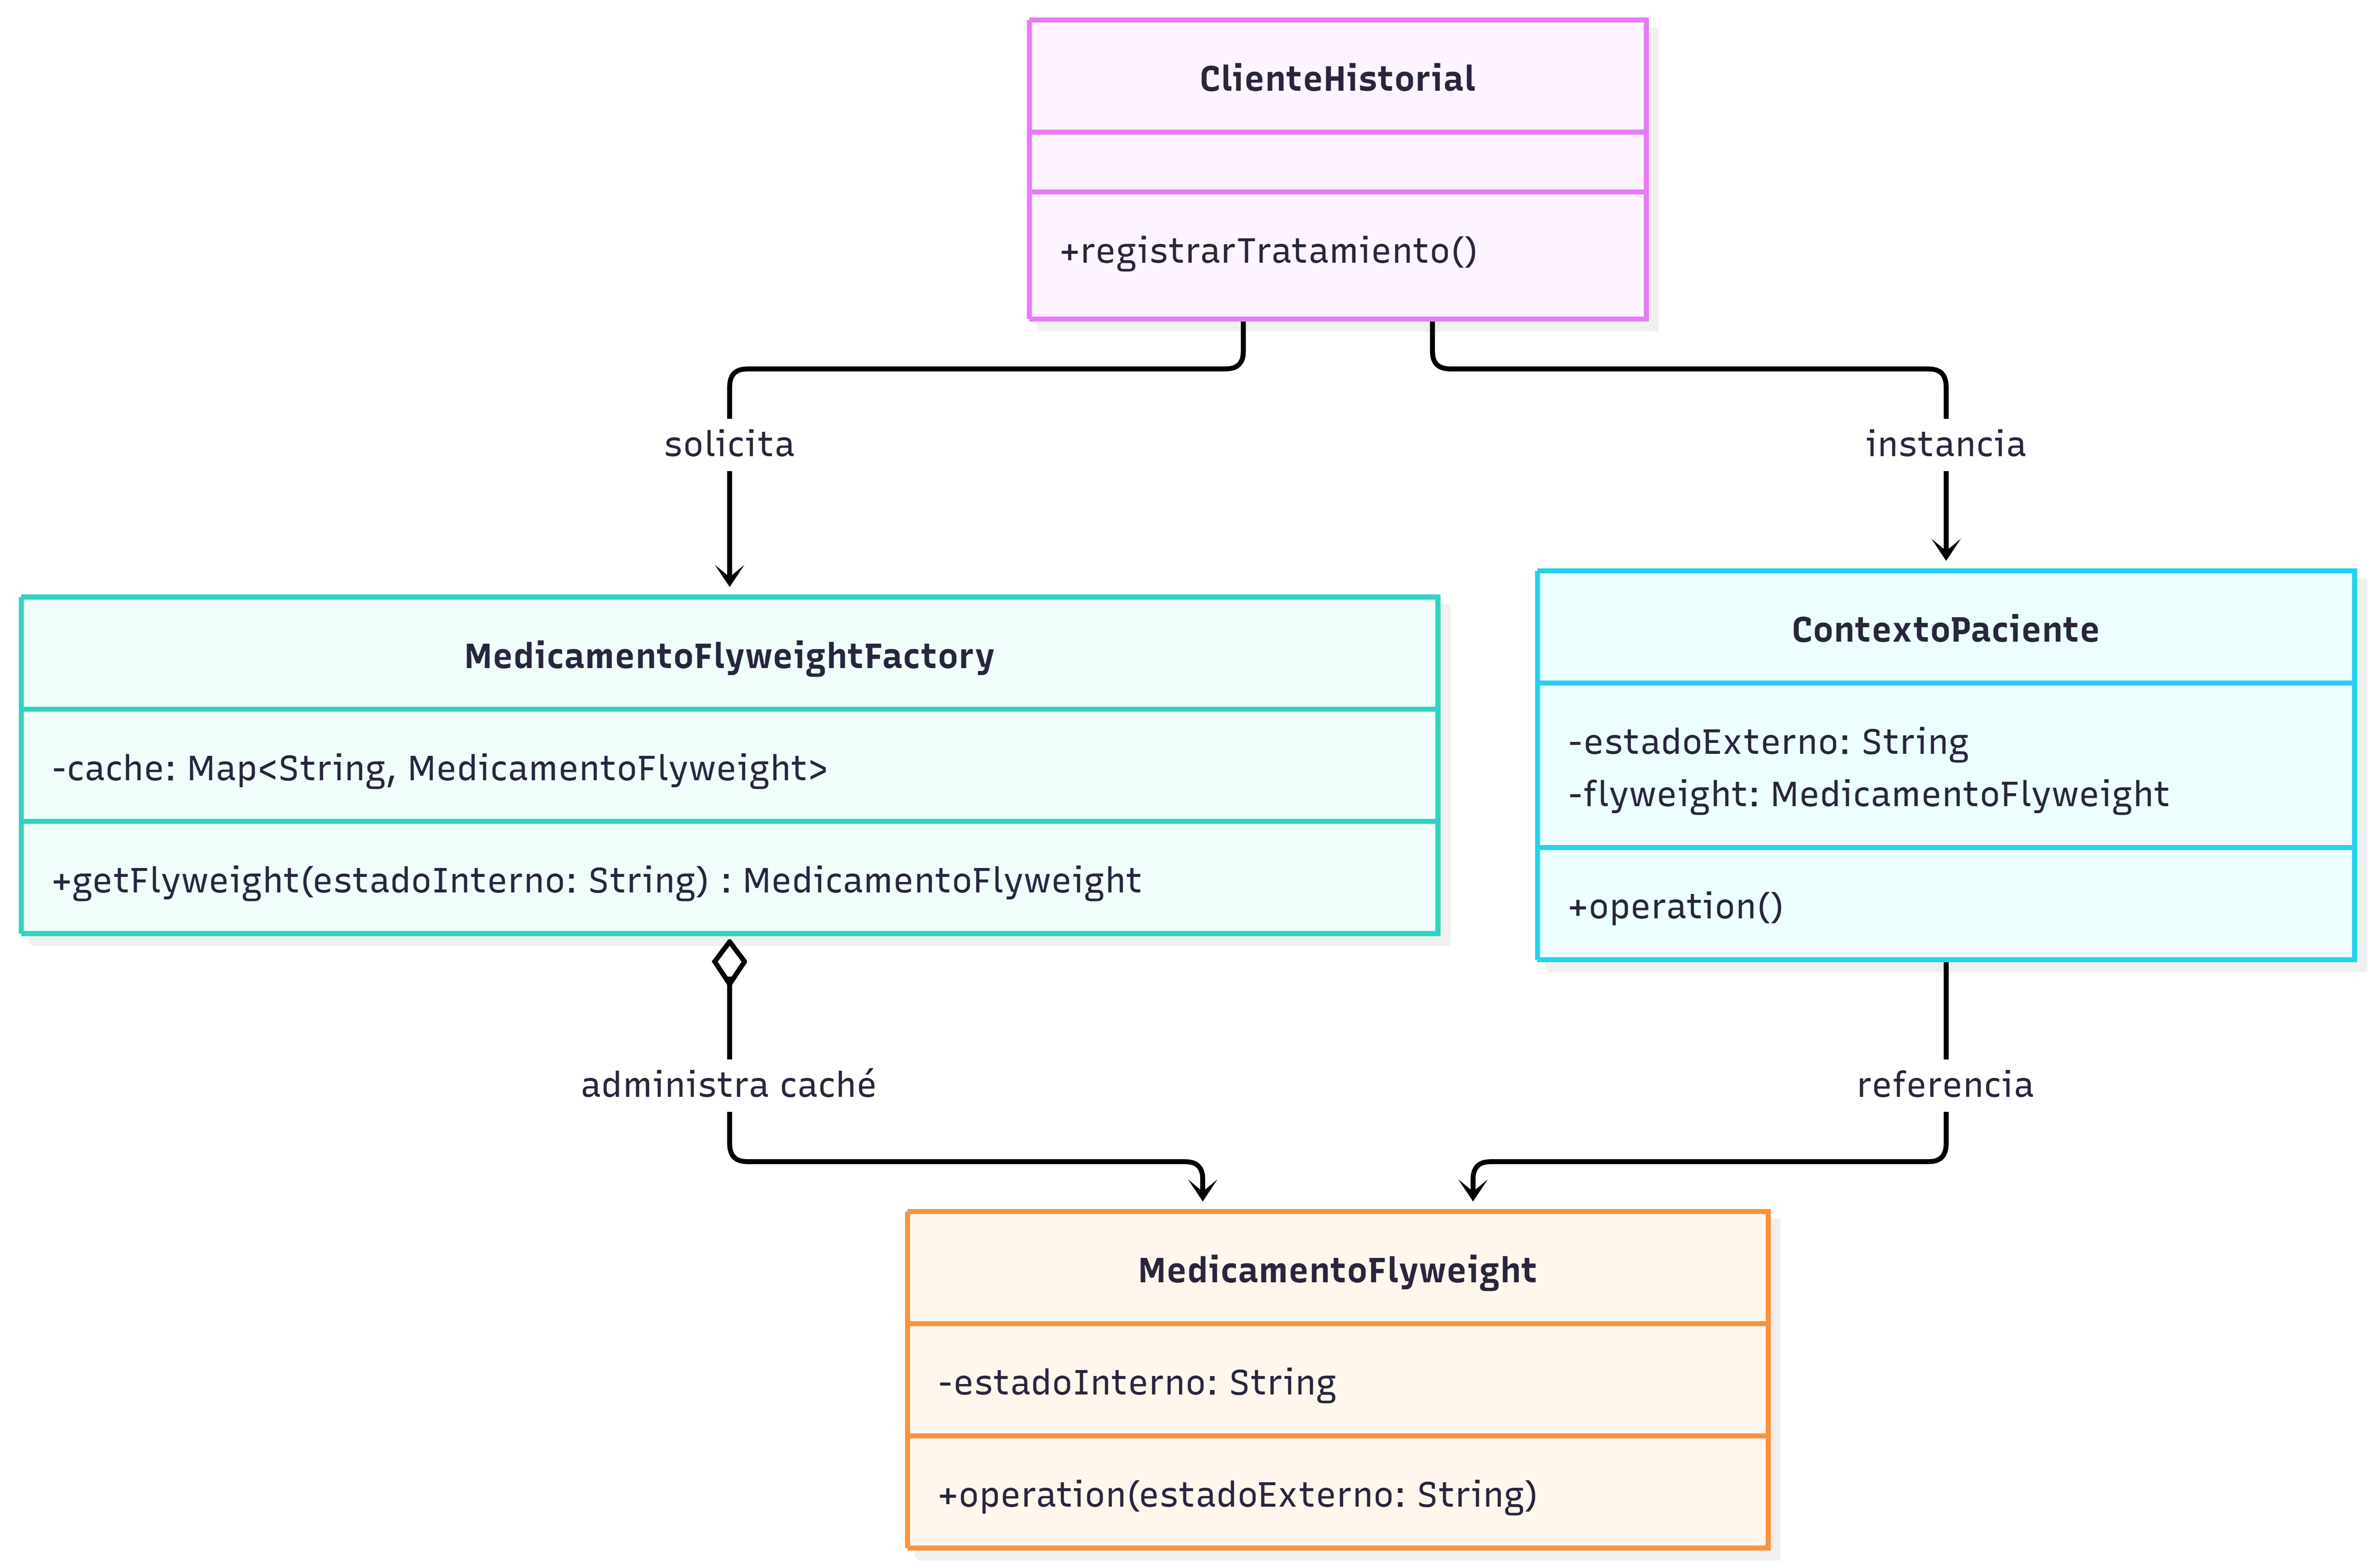 ClienteHistorial
+registrarTratamiento()
solicita
instancia
MedicamentoFlyweightFactory
-cache: Map<String, MedicamentoFlyweight>
+getFlyweight(estadoInterno: String) : MedicamentoFlyweight
ContextoPaciente
-estadoExterno: String
-flyweight: MedicamentoFlyweight
+operation()
administra caché
referencia
MedicamentoFlyweight
-estadoInterno: String
+operation(estadoExterno: String)